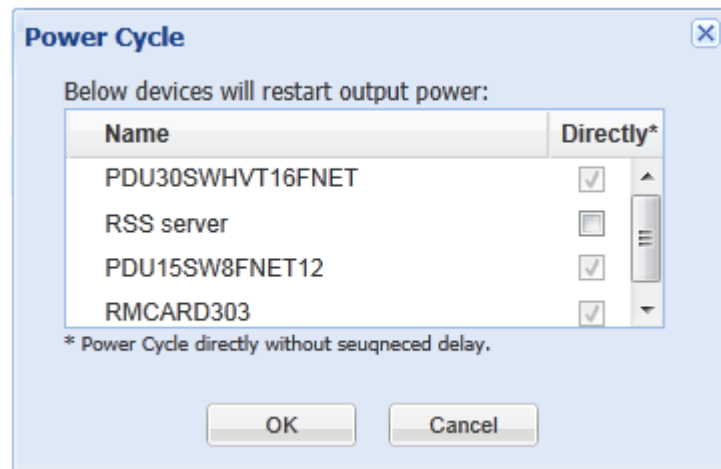 Power Cycle
Below devices will restart output power:
Name Directly*
PDU30SWHVT16FNET
RSS server
PDU15SW8FNET12
RMCARD303
* Power Cycle directly without seuqneced delay.
OK Cancel